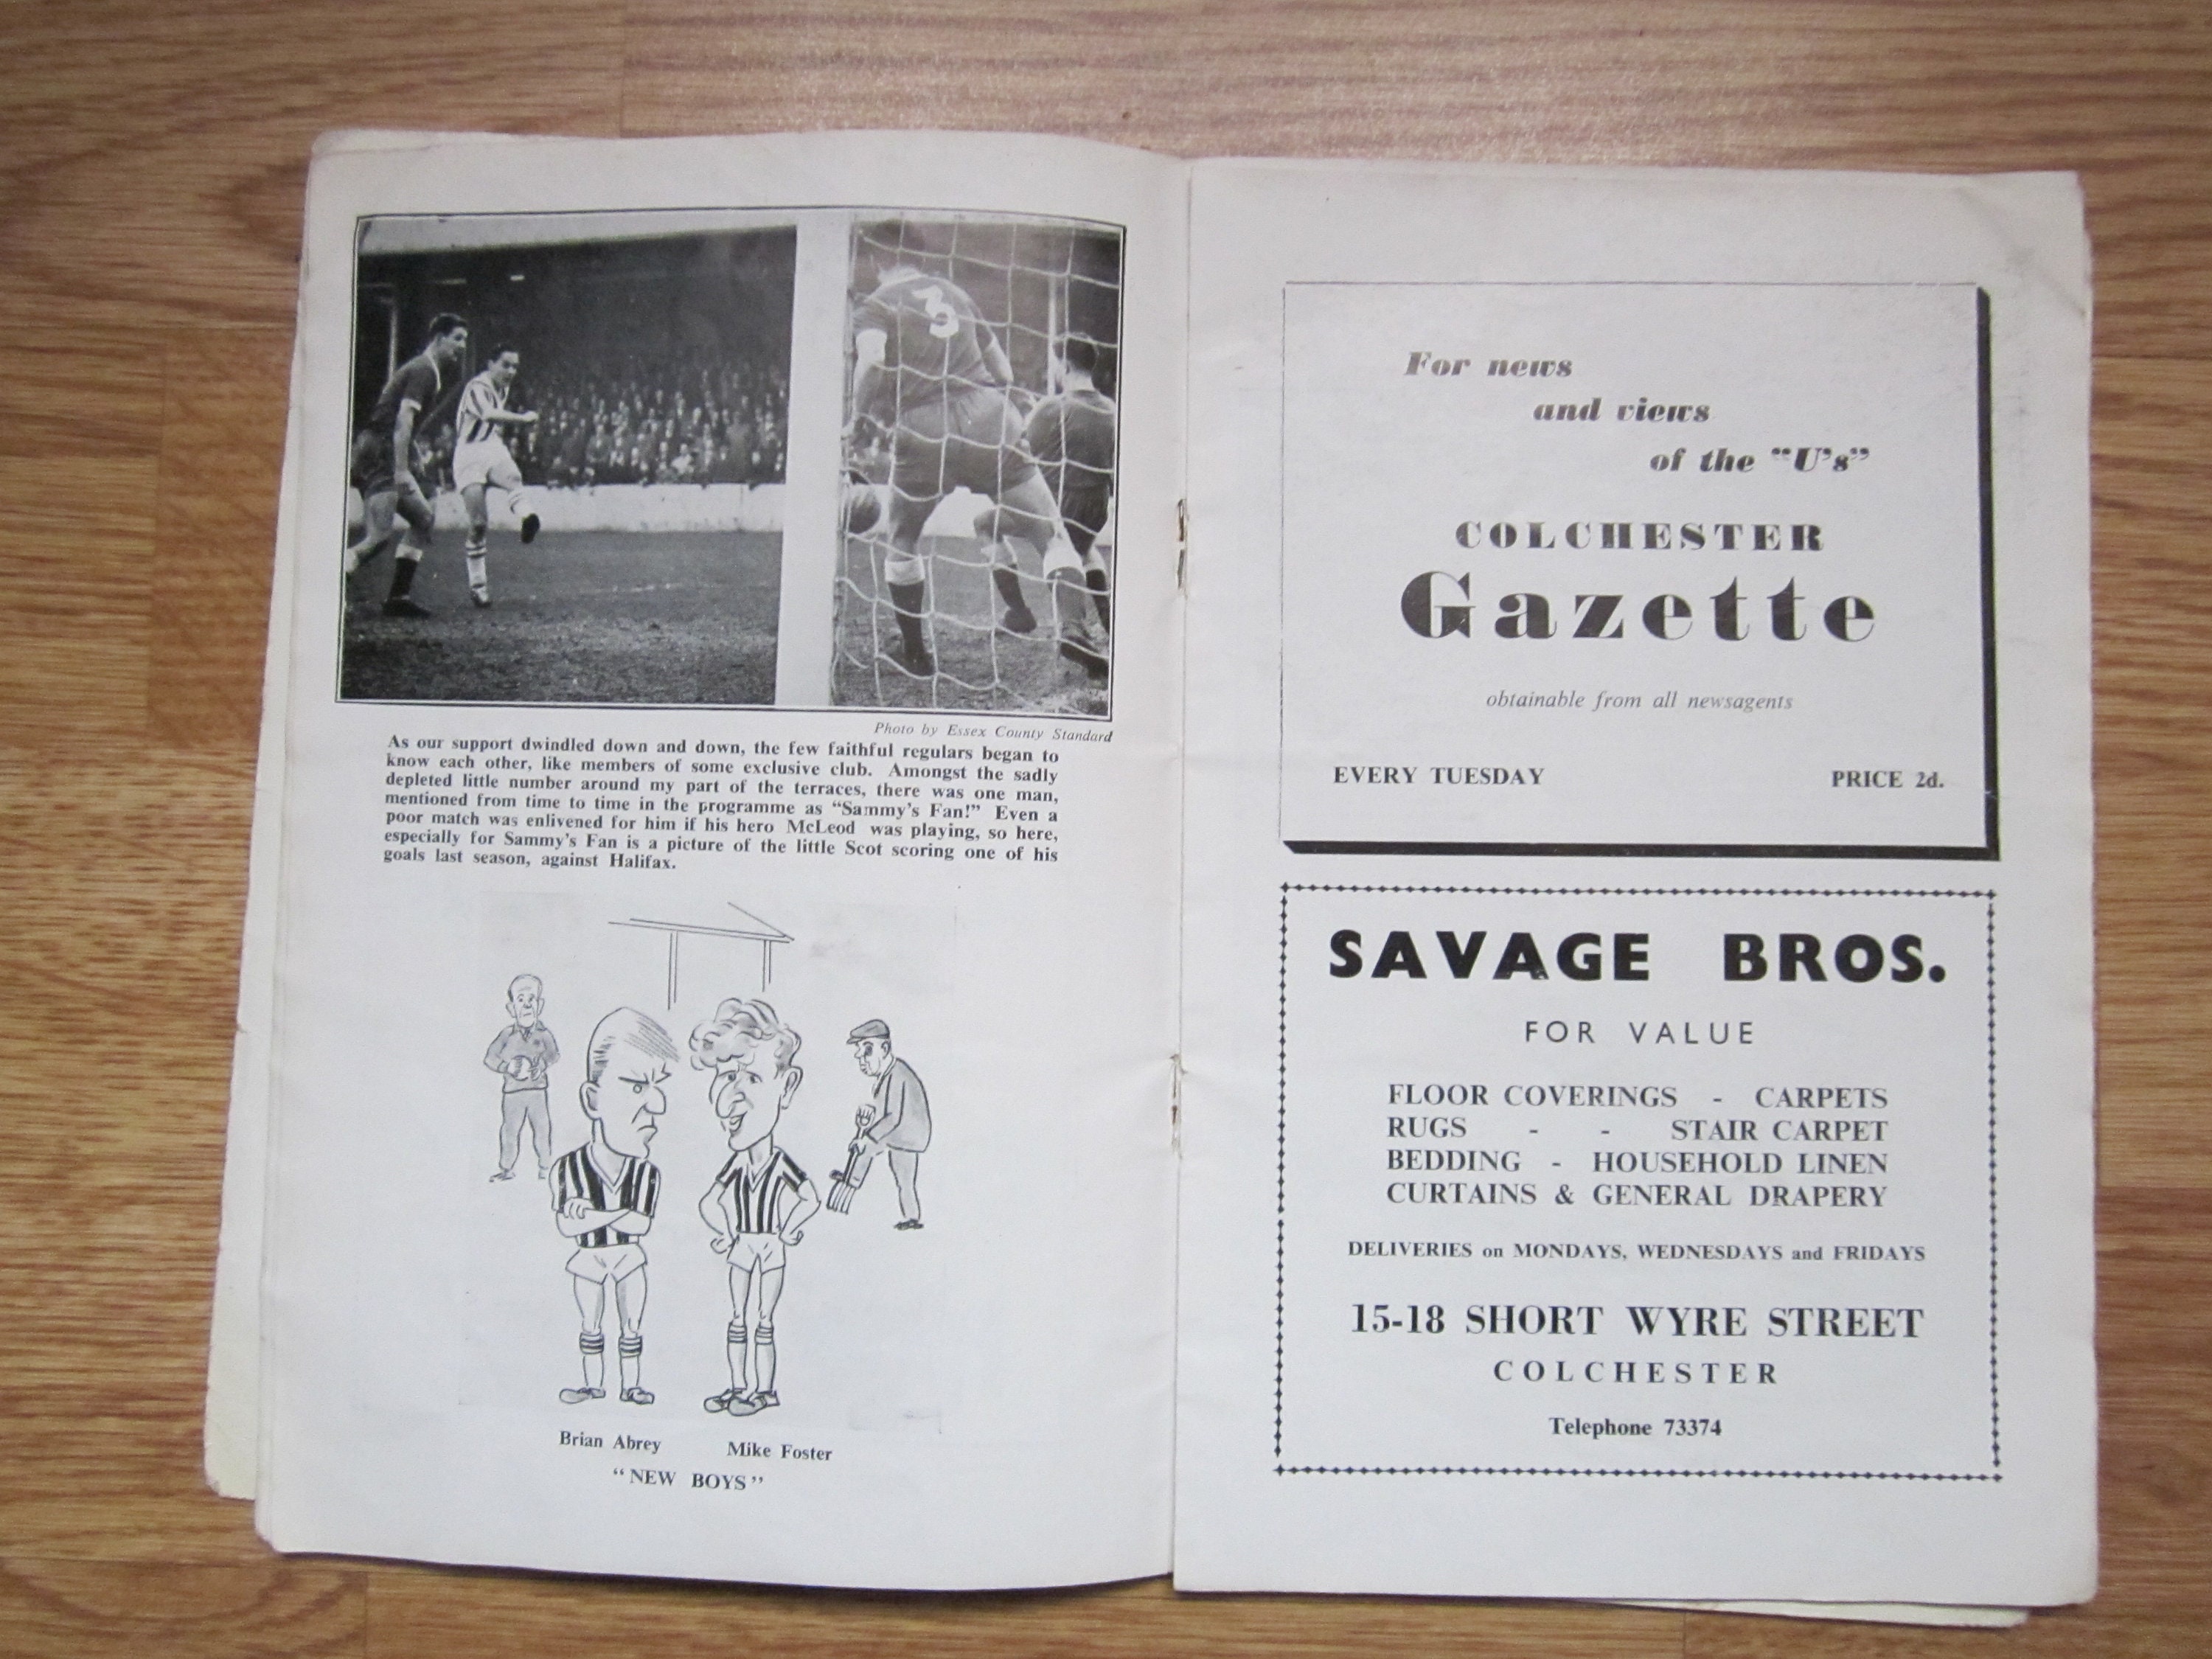 3
Photo by Essex County Standard
As our support dwindled down and down, the few faithful regulars began to
know each other, like members of some exclusive club. Amongst the sadly
depleted little number around my part of the terraces, there was one man,
mentioned from time to time in the programme as “Sammy’s Fan!” Even a
poor match was enlivened for him if his hero McLeod was playing, so here,
especially for Sammy’s Fan is a picture of the little Scot scoring one of his
goals last season, against Halifax.
Brian Abrey Mike Foster
“NEW BOYS”
For news
and views
of the “U’s”
COLCHESTER
Gazette
obtainable from all newsagents
EVERY TUESDAY PRICE 2d.
SAVAGE BROS.
FOR VALUE
FLOOR COVERINGS - CARPETS
RUGS - - STAIR CARPET
BEDDING - HOUSEHOLD LINEN
CURTAINS & GENERAL DRAPERY
DELIVERIES on MONDAYS, WEDNESDAYS and FRIDAYS
15-18 SHORT WYRE STREET
COLCHESTER
Telephone 73374